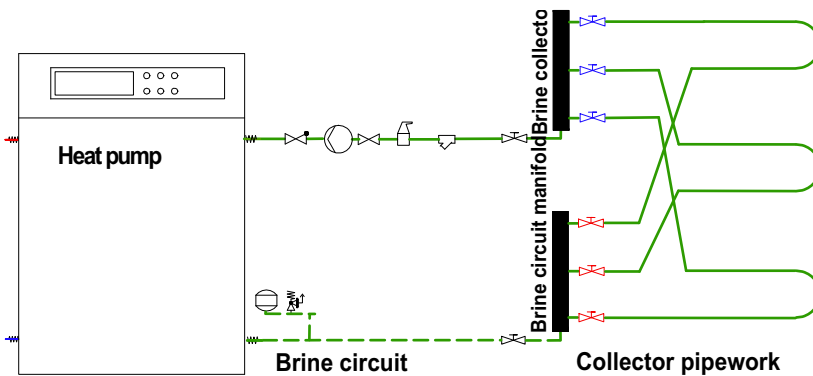 Heat pump
Brine collecto
Brine circuit manifold
Brine circuit
Collector pipework